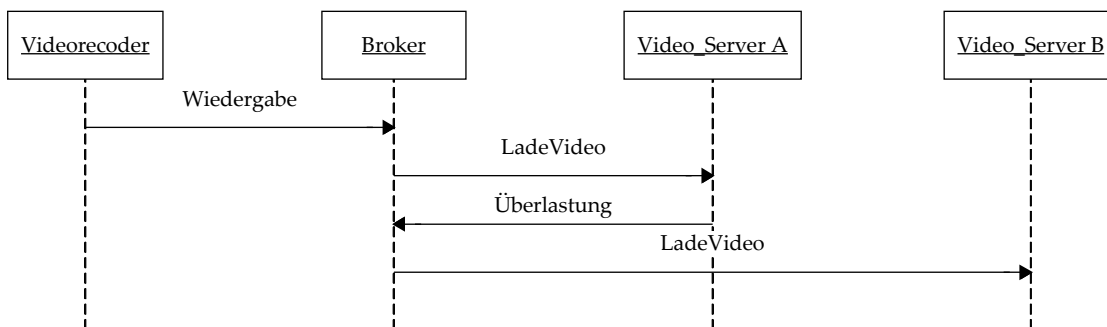 Videorecoder
Broker
Video_Server A
Video_Server B
Wiedergabe
LadeVideo
Überlastung
LadeVideo